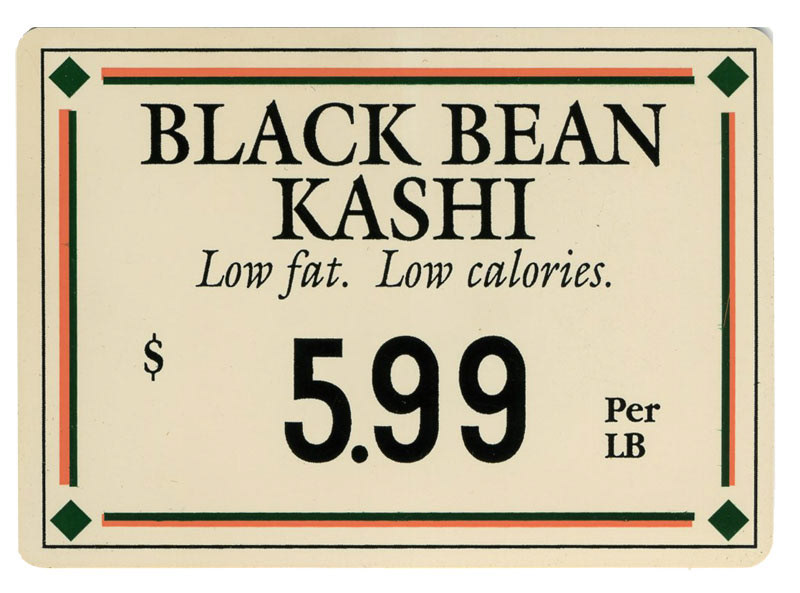 BLACK BEAN
KASHI
Low fat. Low calories.
$ 5.99 Per
LB